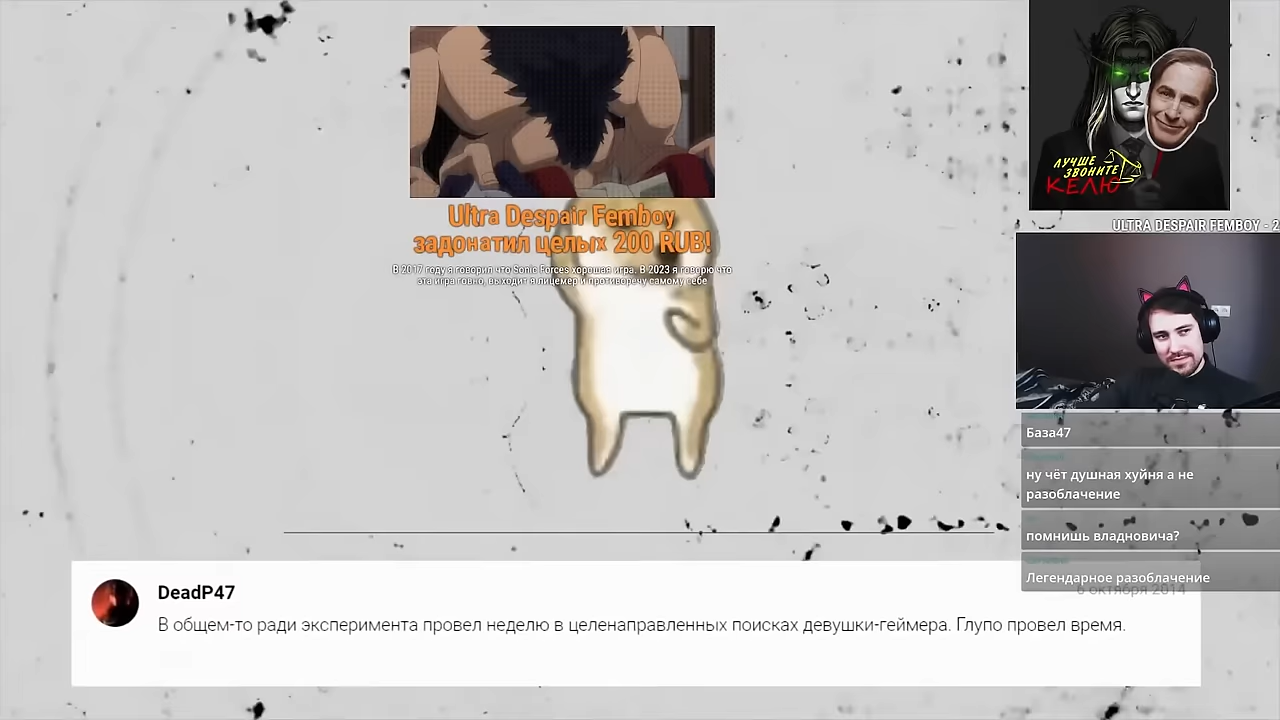 ЛУЧШЕ
ЗВОНИТЕ
КЕЛЮ
Ultra Despair Femboy
задонатил целых 200 RUB!
В 2017 году я говорил что Sonic Forces хорошая игра. В 2023 я говорю что
эта игра говно, выходит я лицемер и противоречу самому себе
ULTRA DESPAIR FEMBOY - 2
База47
ну чёт душная хуйня а не
разоблачение
помнишь владновича?
Легендарное разоблачение
DeadP47
6 октября 2014
В общем-то ради эксперимента провел неделю в целенаправленных поисках девушки-геймера. Глупо провел время.